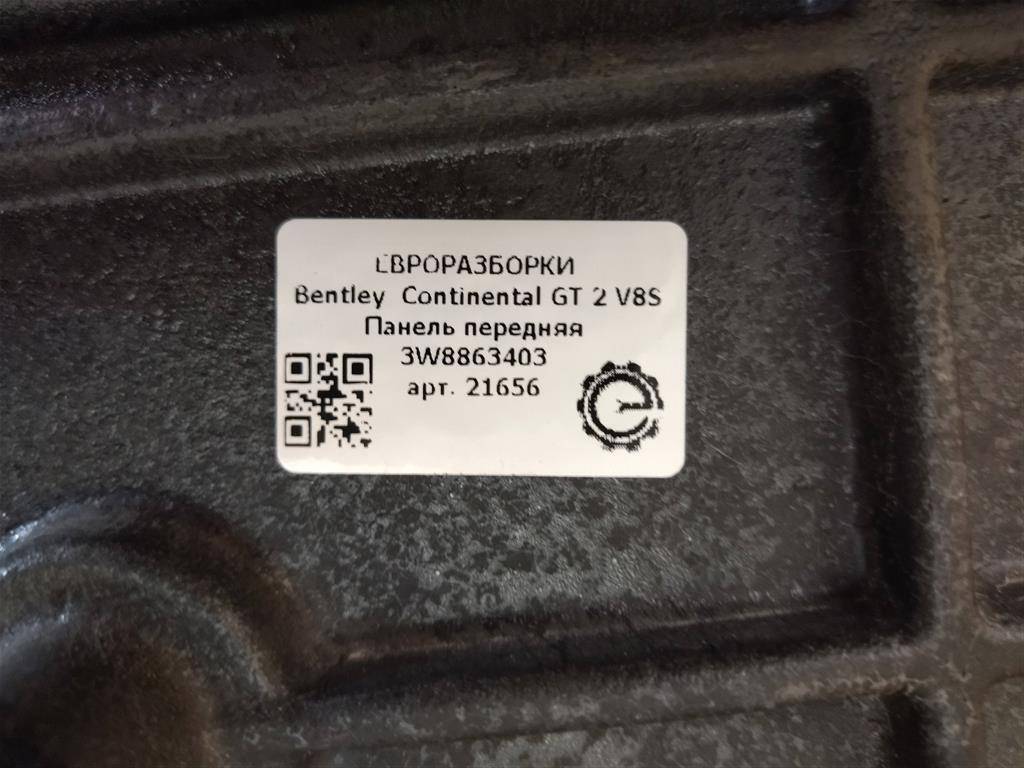 ЕВРОРАЗБОРКИ
Bentley Continental GT 2 V8S
Панель передняя
3W8863403
арт. 21656